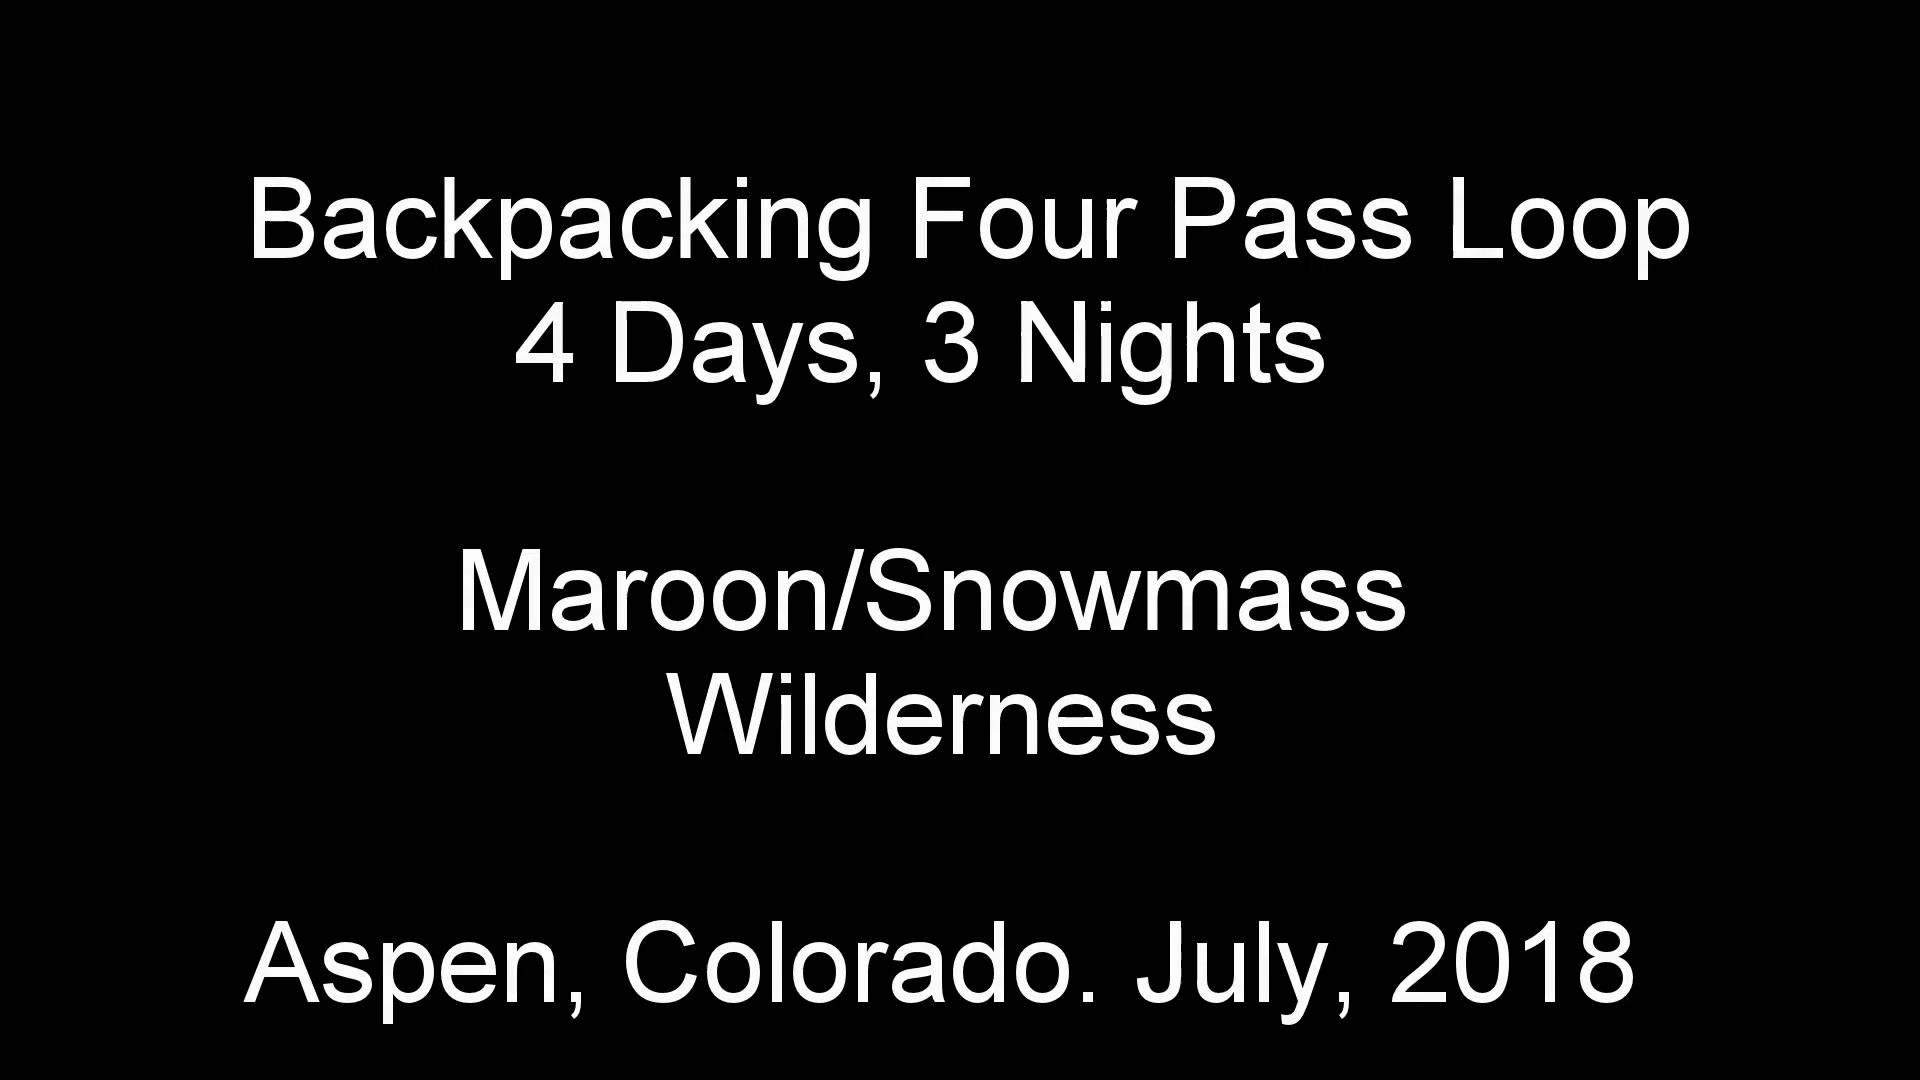 Backpacking Four Pass Loop
4 Days, 3 Nights
Maroon/Snowmass
Wilderness
Aspen, Colorado. July, 2018